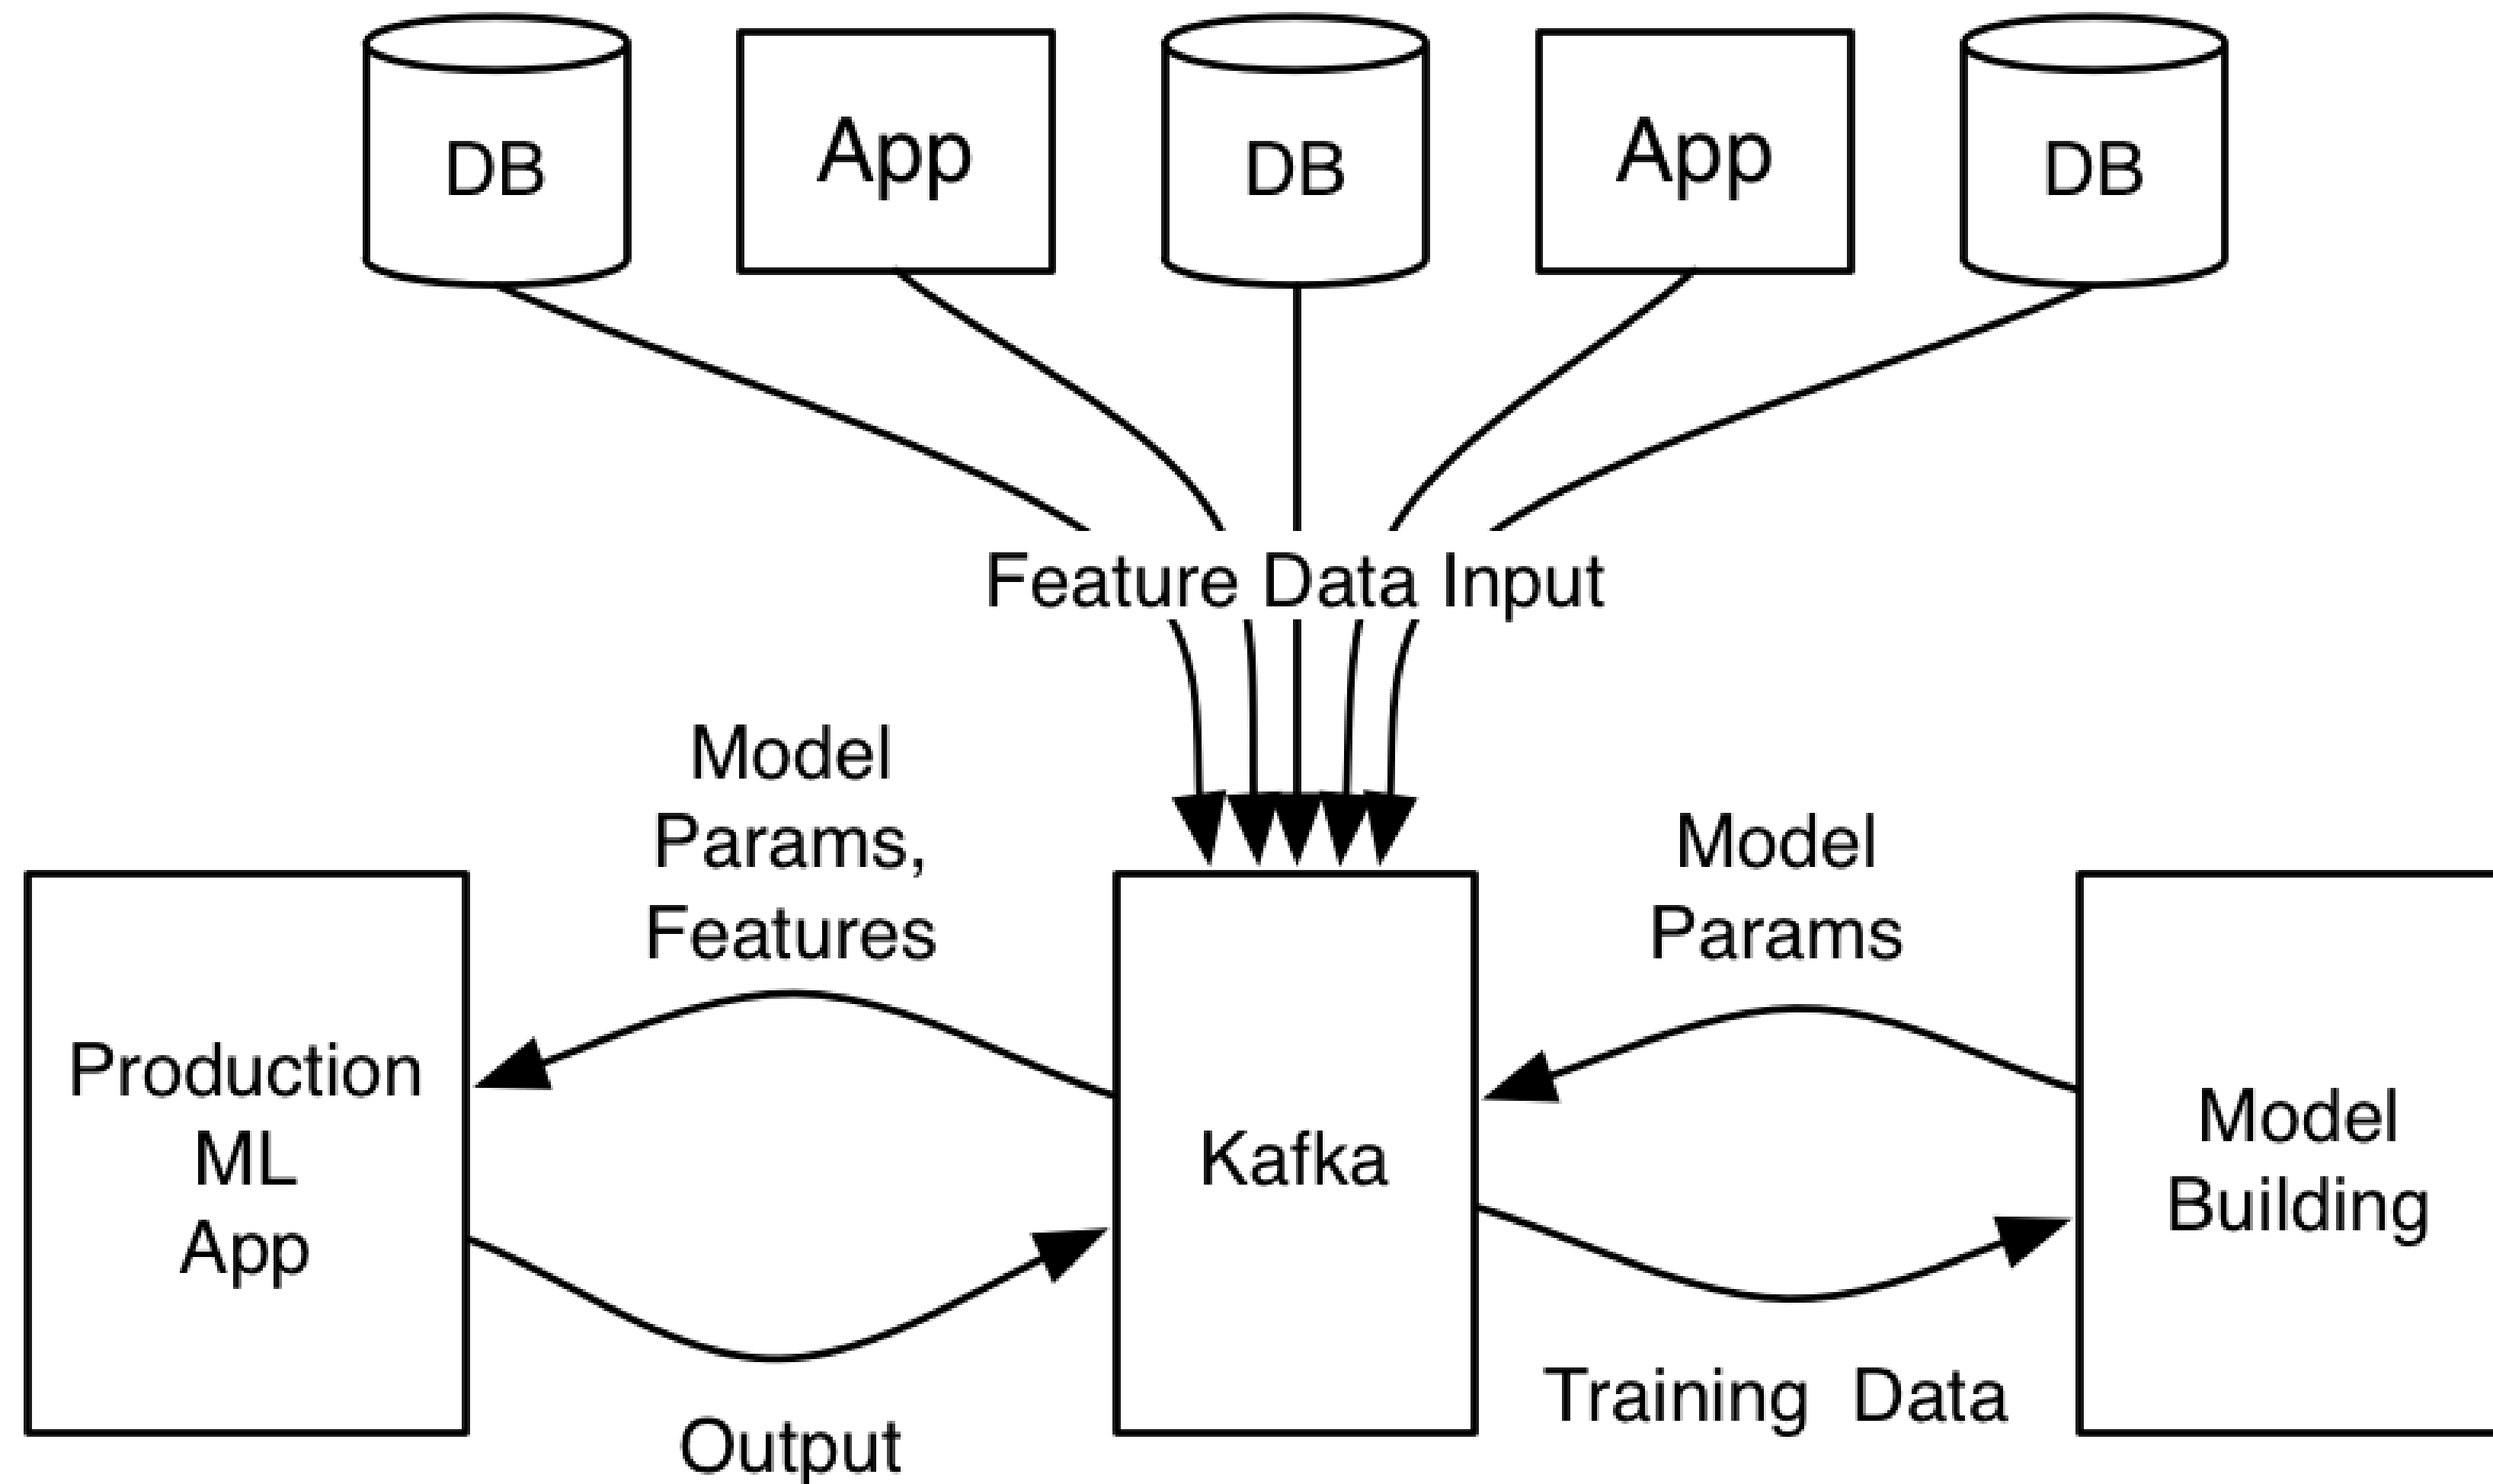 DB
App
DB
App
DB
Feature Data Input
Model
Params,
Features
Model
Params
Production
ML
App
Kafka
Model
Building
Output
Training Data